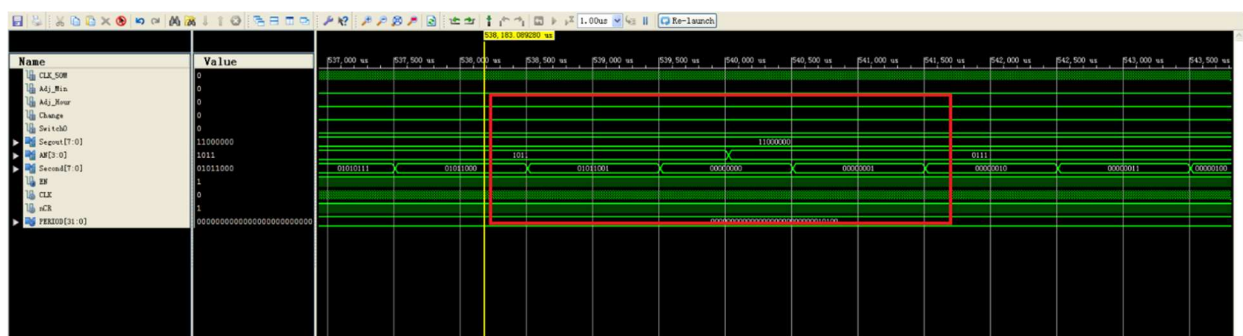 1.00us Re-launch
538,183.089280 us
Name Value
537,000 us 537,500 us 538,000 us 538,500 us 539,000 us 539,500 us 540,000 us 540,500 us 541,000 us 541,500 us 542,000 us 542,500 us 543,000 us 543,500 us
CLK_50M 0
Adj_Min 0
Adj_Hour 0
Change 0
Switch0 0
Segout[7:0] 11000000 11000000
AN[3:0] 1011 1011 0111
Second[7:0] 01011000 01010111 01011000 01011001 00000000 00000001 00000010 00000011 00000100
EN 1
CLK 0
nCR 1
PERIOD[31:0]